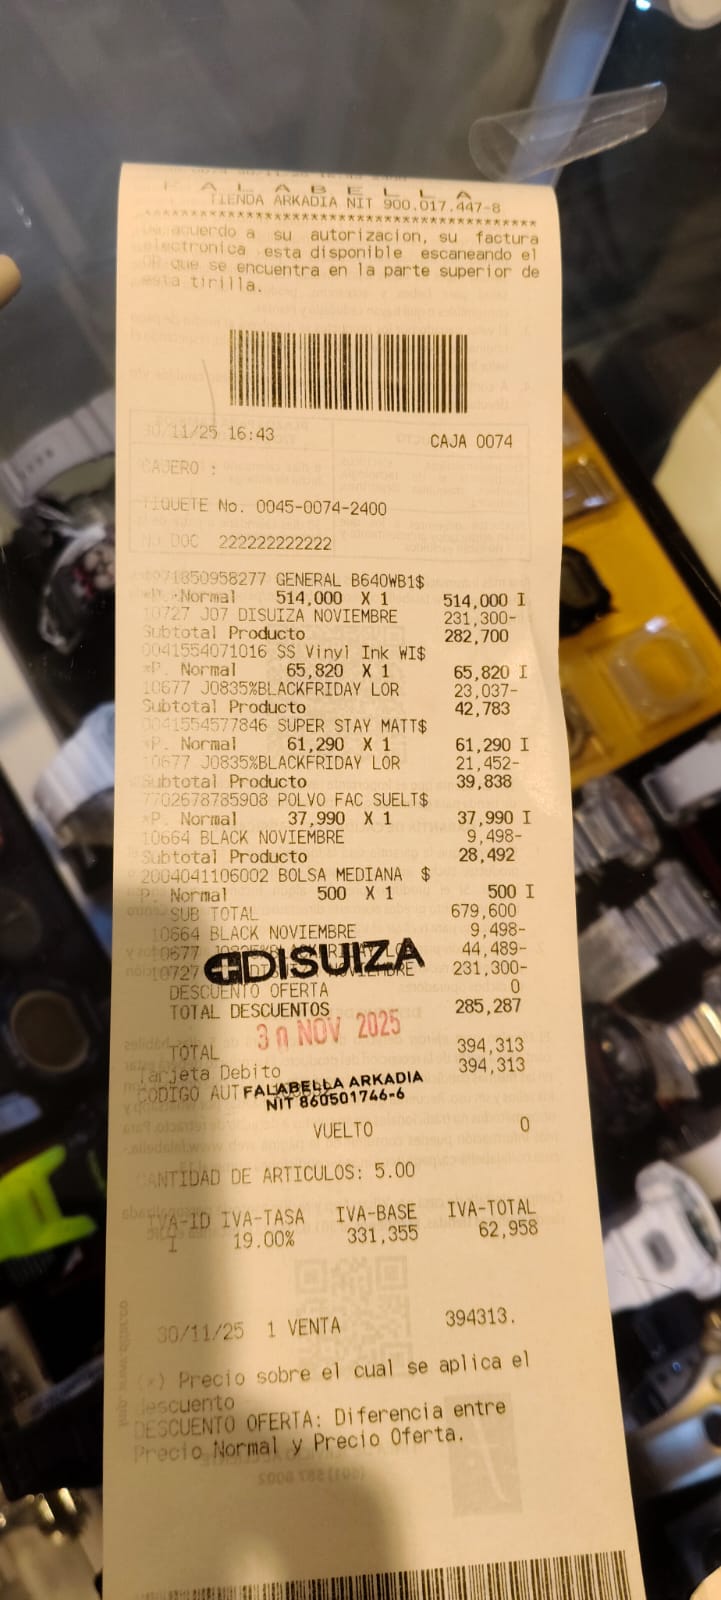 FALABELLA
TIENDA ARKADIA NIT 900.017.447-8
****************************************
De acuerdo a su autorizacion, su factura
electronica esta disponible escaneando el
QR que se encuentra en la parte superior de
esta tirilla.
30/11/25 16:43 CAJA 0074
CAJERO :
TIQUETE No. 0045-0074-2400
DOC 222222222222
4971850958277 GENERAL B640WB1$
*P. Normal 514,000 X 1 514,000 I
10727 J07 DISUIZA NOVIEMBRE 231,300-
Subtotal Producto 282,700
0041554071016 SS Vinyl Ink WI$
*P. Normal 65,820 X 1 65,820 I
10677 J0835%BLACKFRIDAY LOR 23,037-
Subtotal Producto 42,783
0041554577846 SUPER STAY MATT$
*P. Normal 61,290 X 1 61,290 I
10677 J0835%BLACKFRIDAY LOR 21,452-
Subtotal Producto 39,838
7702678785908 POLVO FAC SUELT$
*P. Normal 37,990 X 1 37,990 I
10664 BLACK NOVIEMBRE 9,498-
Subtotal Producto 28,492
2004041106002 BOLSA MEDIANA $
P. Normal 500 X 1 500 I
SUB TOTAL 679,600
10664 BLACK NOVIEMBRE 9,498-
10677 44,489-
10727 231,300-
DISUIZA
DESCUENTO OFERTA 0
TOTAL DESCUENTOS 285,287
30 NOV 2025
TOTAL 394,313
Tarjeta Debito 394,313
CODIGO AUT
FALABELLA ARKADIA
NIT 860501746-6
VUELTO 0
CANTIDAD DE ARTICULOS: 5.00
IVA-ID IVA-TASA IVA-BASE IVA-TOTAL
I 19.00% 331,355 62,958
30/11/25 1 VENTA 394313.
(*) Precio sobre el cual se aplica el
descuento
DESCUENTO OFERTA: Diferencia entre
Precio Normal y Precio Oferta.